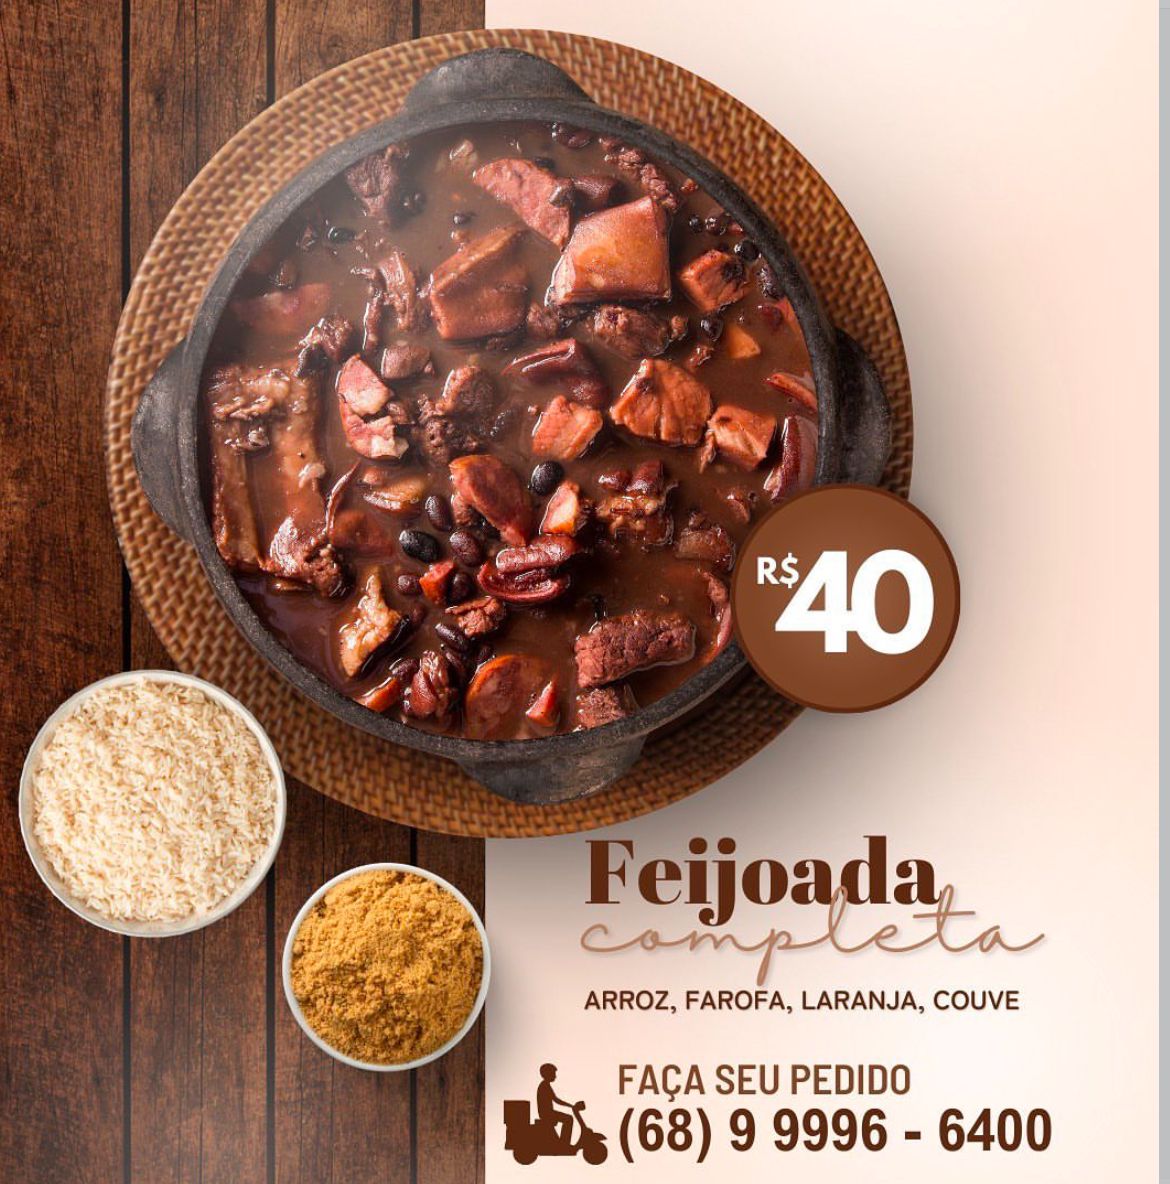 R$40
Feijoada
completa
ARROZ, FAROFA, LARANJA, COUVE
FAÇA SEU PEDIDO
(68) 9 9996 - 6400